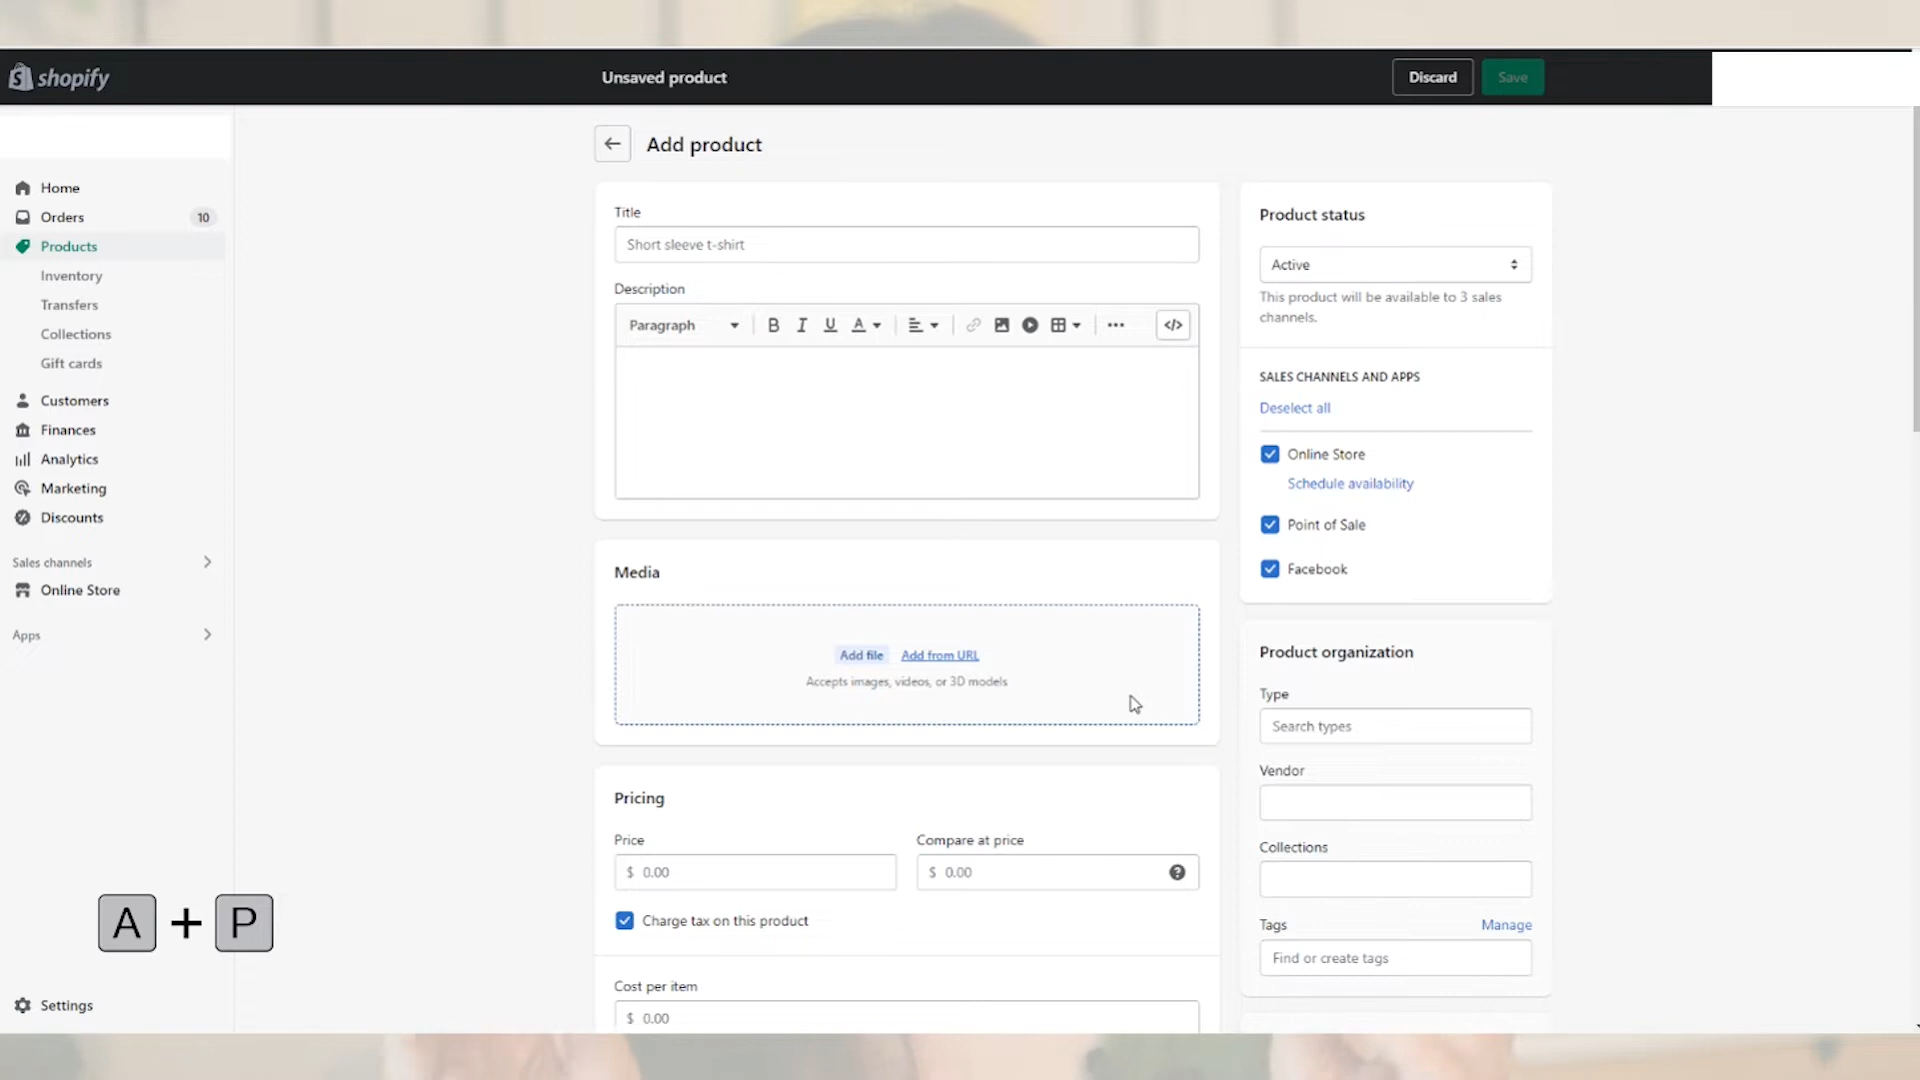 shopify
Unsaved product
Discard
Save
Add product
Home
Orders 10
Products
Inventory
Transfers
Collections
Gift cards
Customers
Finances
Analytics
Marketing
Discounts
Sales channels
Online Store
Apps
Settings
A + P
Title
Short sleeve t-shirt
Description
Paragraph B I U A ••• </>
Media
Add file Add from URL
Accepts images, videos, or 3D models
Pricing
Price
$ 0.00
Compare at price
$ 0.00 ?
Charge tax on this product
Cost per item
$ 0.00
Product status
Active
This product will be available to 3 sales
channels.
SALES CHANNELS AND APPS
Deselect all
Online Store
Schedule availability
Point of Sale
Facebook
Product organization
Type
Search types
Vendor
Collections
Tags Manage
Find or create tags